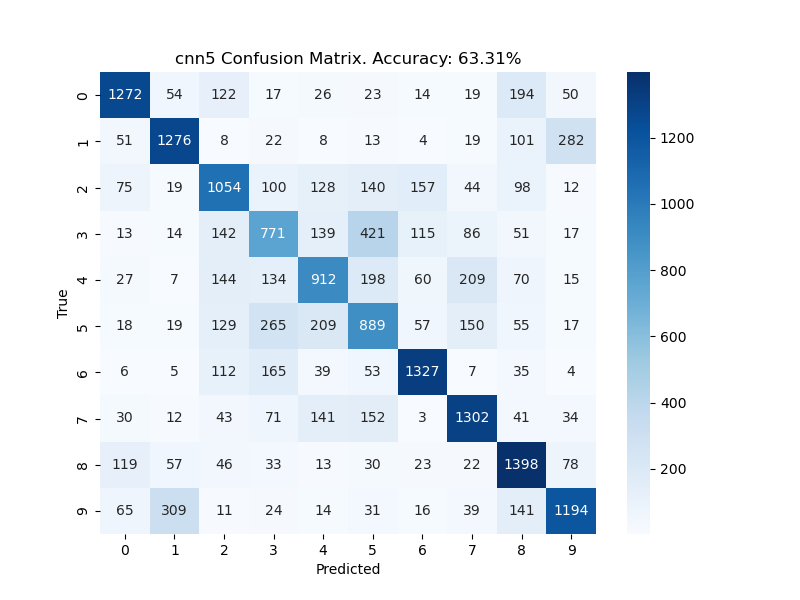 cnn5 Confusion Matrix. Accuracy: 63.31%
0 1272 54 122 17 26 23 14 19 194 50
1 51 1276 8 22 8 13 4 19 101 282
2 75 19 1054 100 128 140 157 44 98 12
3 13 14 142 771 139 421 115 86 51 17
4 27 7 144 134 912 198 60 209 70 15
5 18 19 129 265 209 889 57 150 55 17
6 6 5 112 165 39 53 1327 7 35 4
7 30 12 43 71 141 152 3 1302 41 34
8 119 57 46 33 13 30 23 22 1398 78
9 65 309 11 24 14 31 16 39 141 1194
0 1 2 3 4 5 6 7 8 9
Predicted
True
1200
1000
800
600
400
200